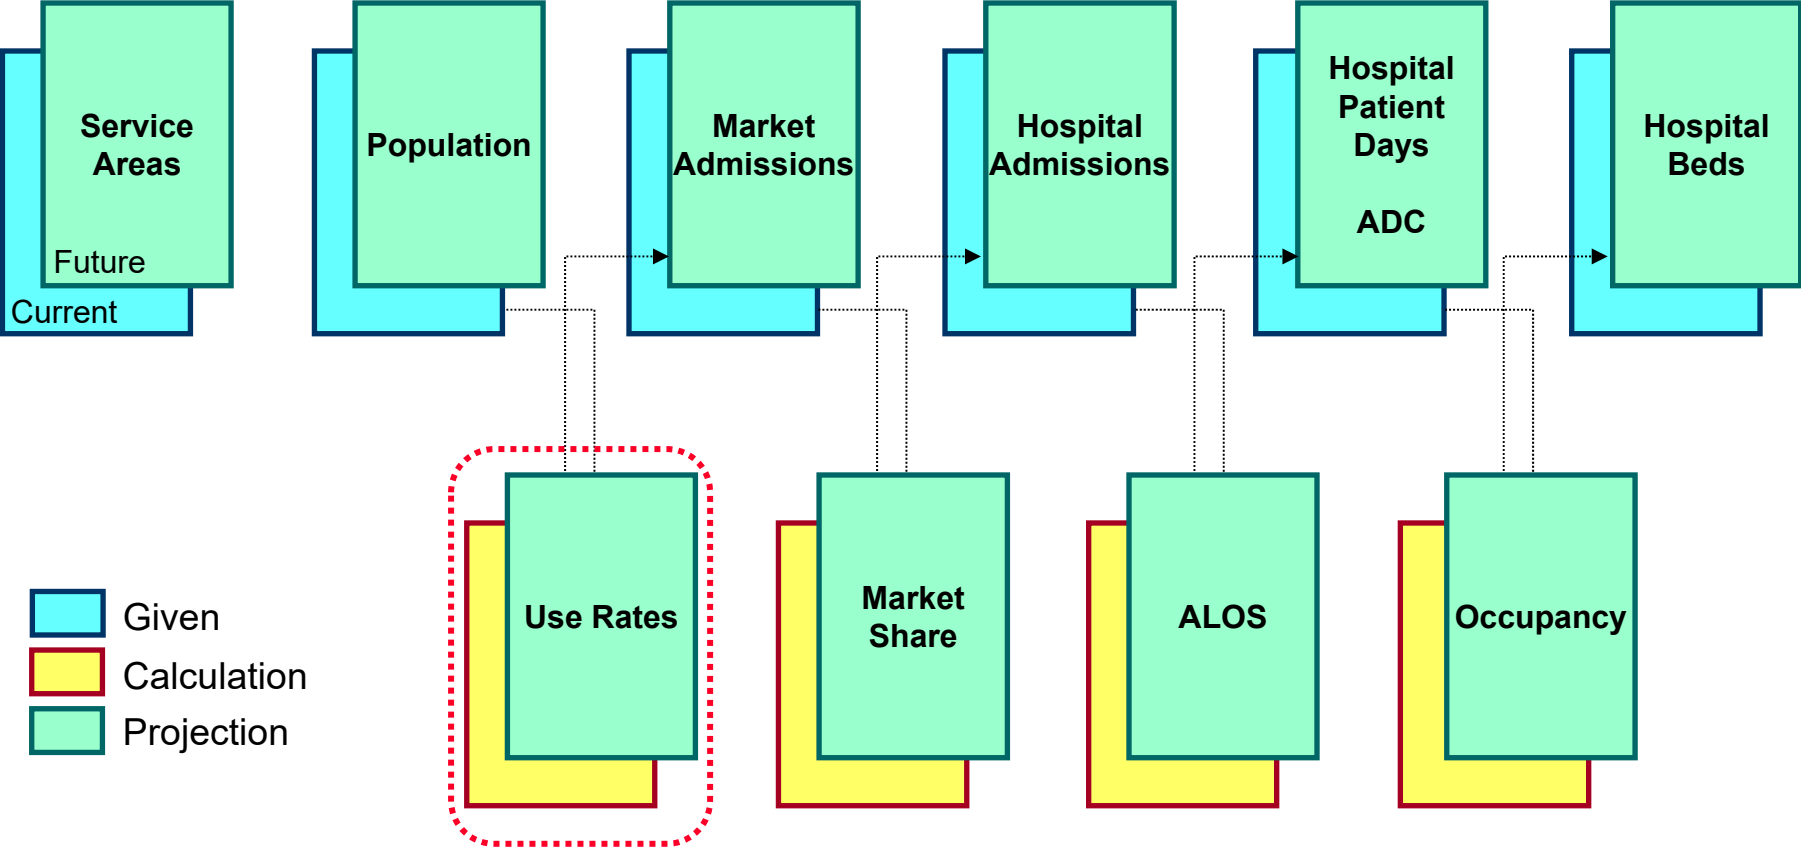 Service
Areas
Future
Current
Population
Market
Admissions
Hospital
Admissions
Hospital
Patient
Days
ADC
Hospital
Beds
Use Rates
Market
Share
ALOS
Occupancy
Given
Calculation
Projection